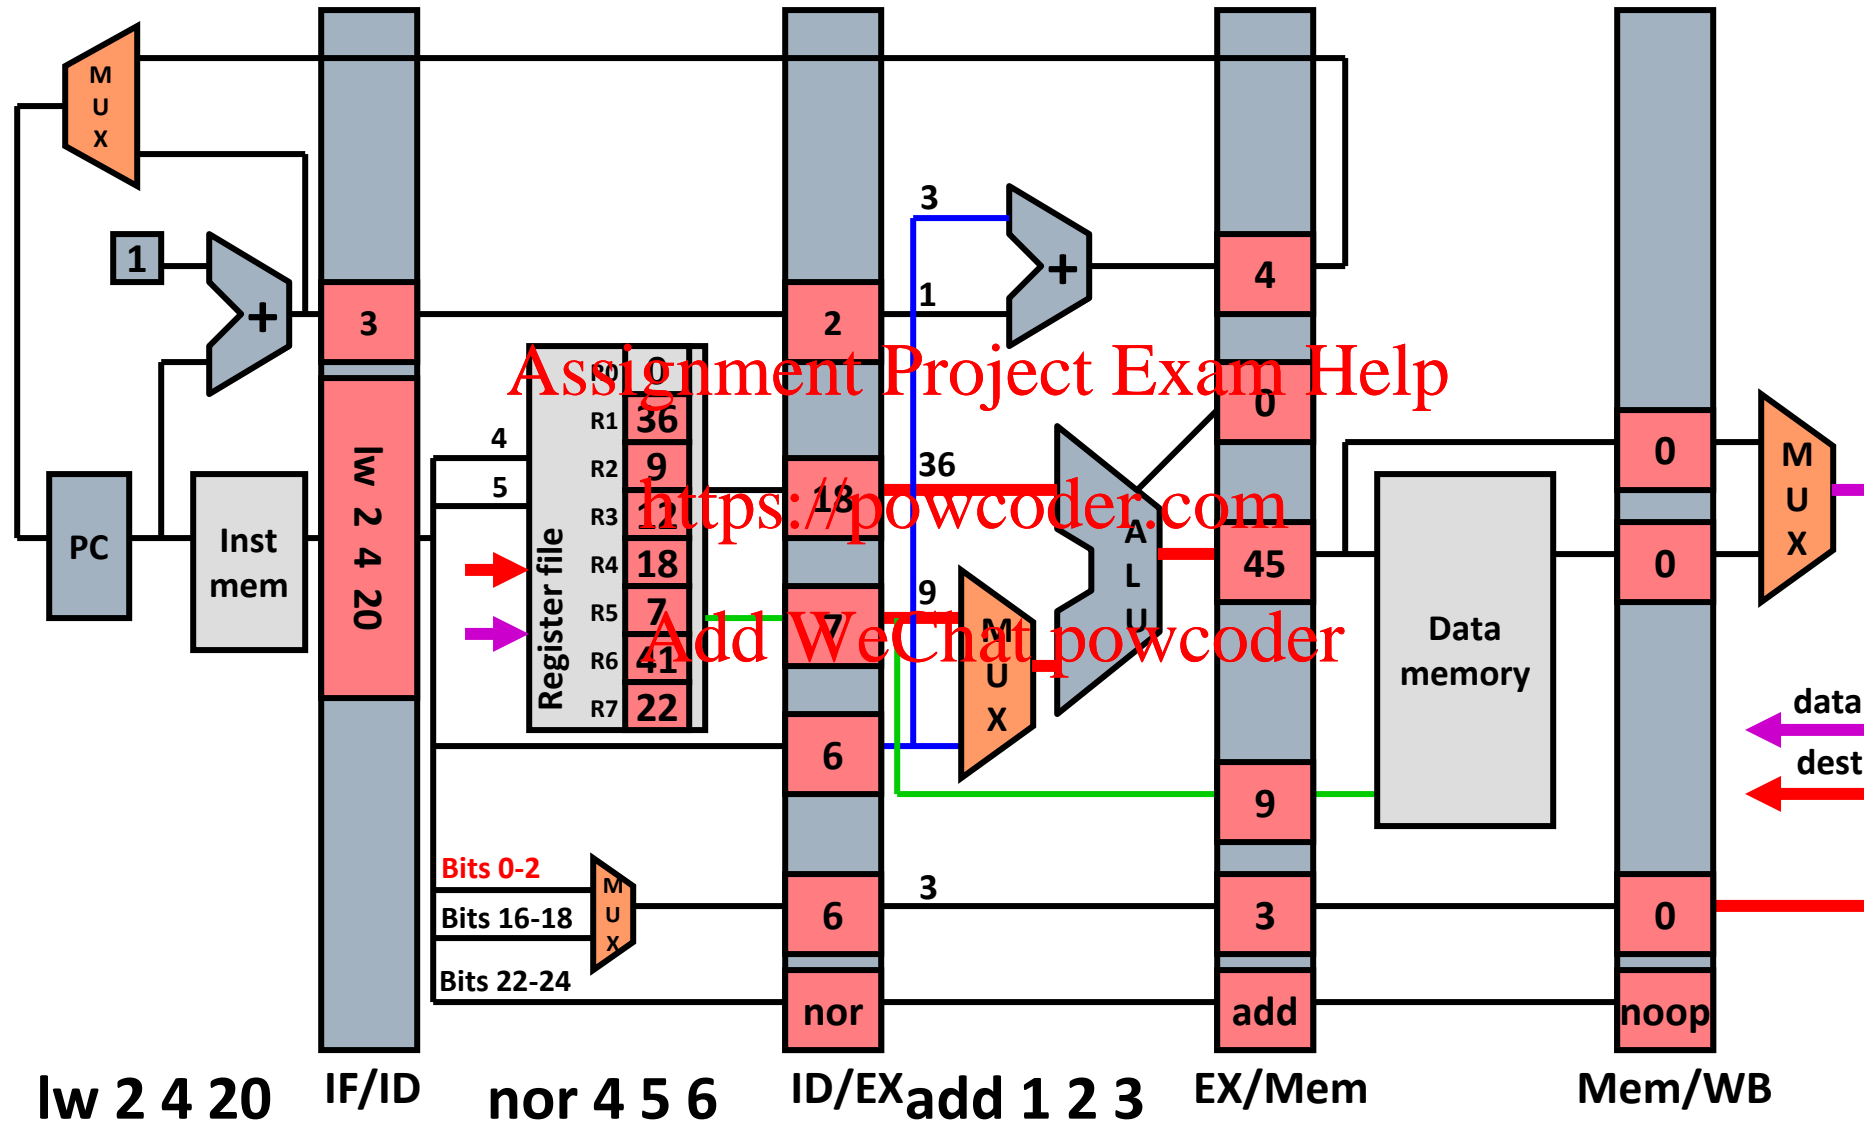 M
U
X
3
1
+
+
4
3
1
2
Assignment Project Exam Help
R0 0
0
R1 36
4
R2 9
36
0
M
U
X
lw 2 4 20
5
18
https://powcoder.com
R3 12
A
L
U
PC
Inst
mem
Register file
R4 18
45
0
9
R5 7
7
M
U
X
Add WeChat powcoder
R6 41
Data
memory
R7 22
data
6
dest
9
Bits 0-2
M
U
X
Bits 16-18
6
3
3
0
Bits 22-24
nor
add
noop
lw 2 4 20
IF/ID
nor 4 5 6
ID/EX
add 1 2 3
EX/Mem
Mem/WB